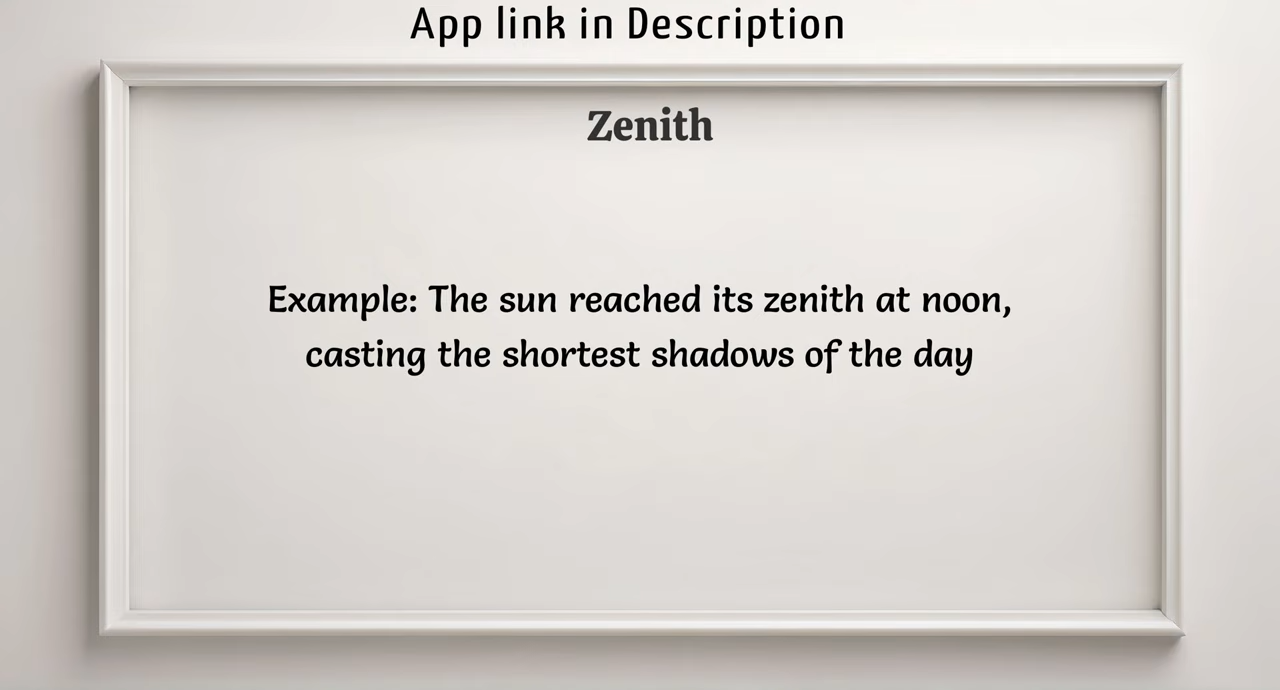 App link in Description
Zenith
Example: The sun reached its zenith at noon,
casting the shortest shadows of the day